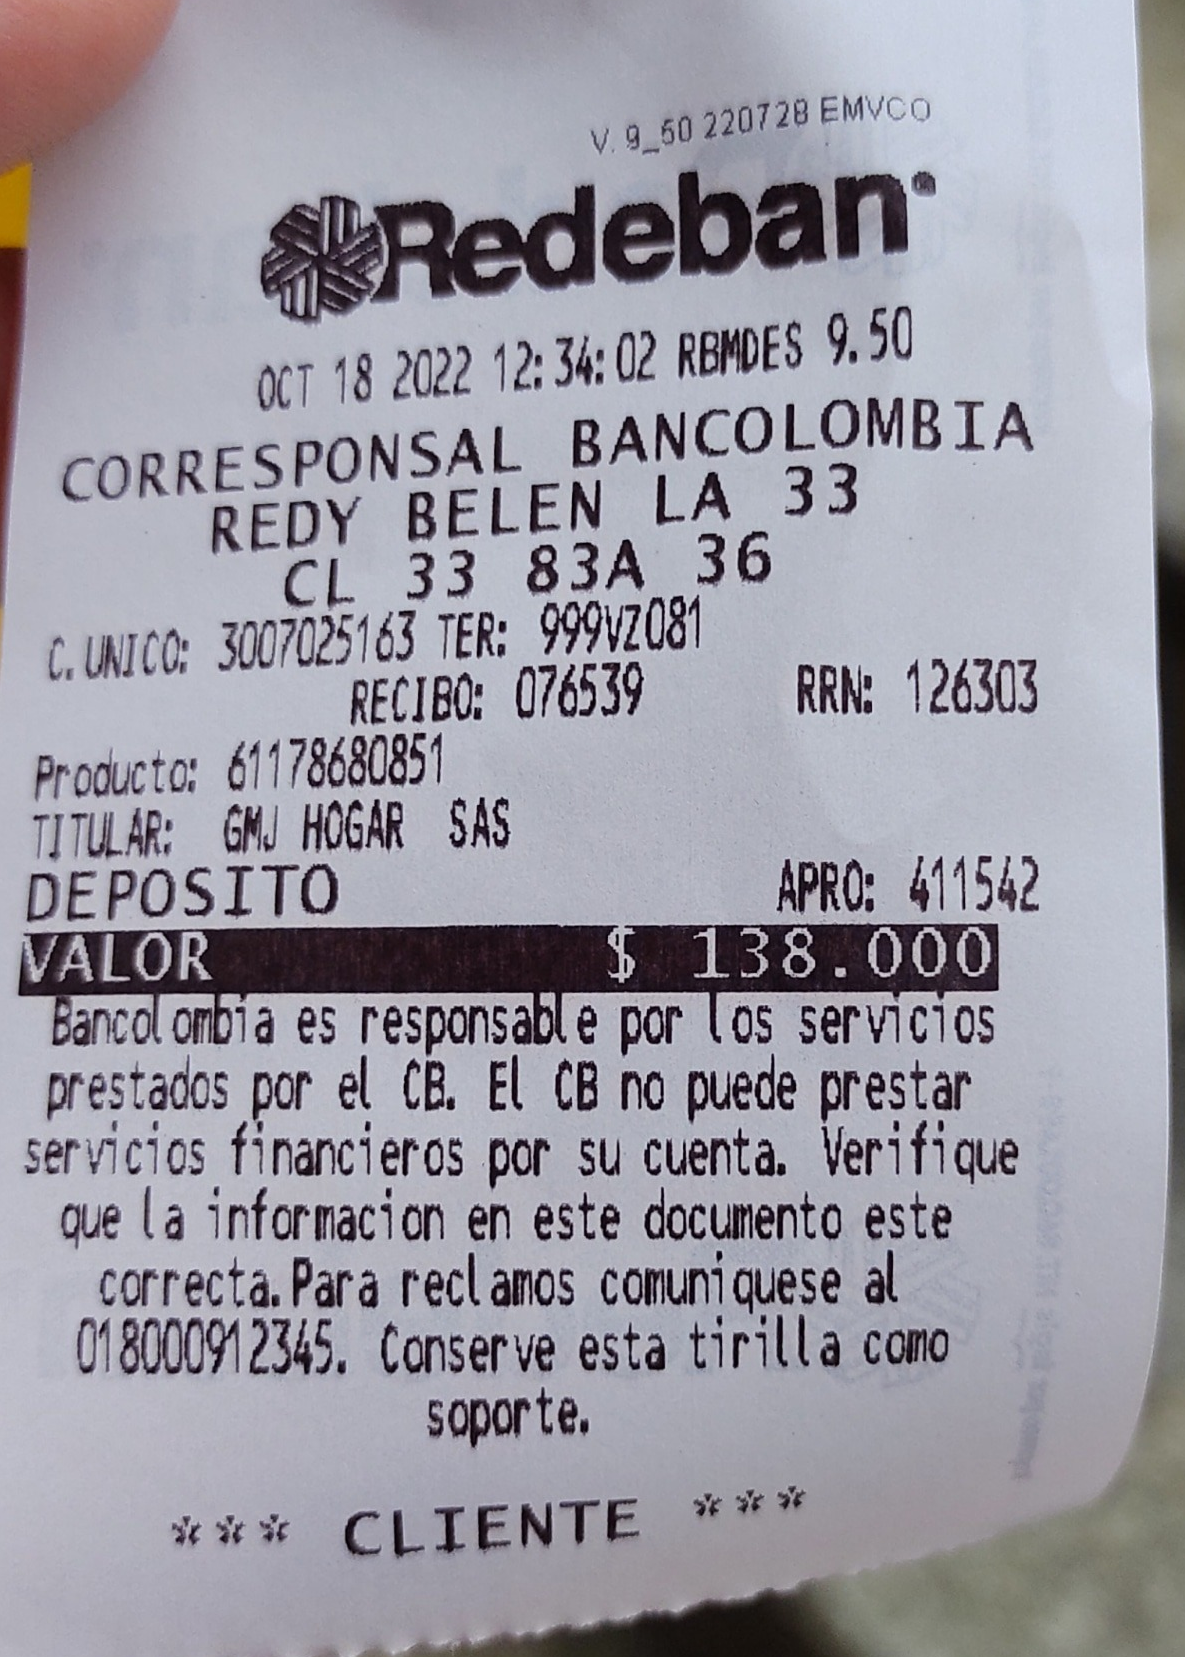 V. 9_50 220728 EMVCO
Redeban
OCT 18 2022 12:34:02 RBMDES 9.50
CORRESPONSAL BANCOLOMBIA
REDY BELEN LA 33
CL 33 83A 36
C.UNICO: 3007025163 TER: 999VZ081
RECIBO: 076539 RRN: 126303
Producto: 61178680851
TITULAR: GMJ HOGAR SAS
DEPOSITO APRO: 411542
VALOR $ 138.000
Bancolombia es responsable por los servicios
prestados por el CB. El CB no puede prestar
servicios financieros por su cuenta. Verifique
que la informacion en este documento este
correcta.Para reclamos comuniquese al
018000912345. Conserve esta tirilla como
soporte.
*** CLIENTE ***